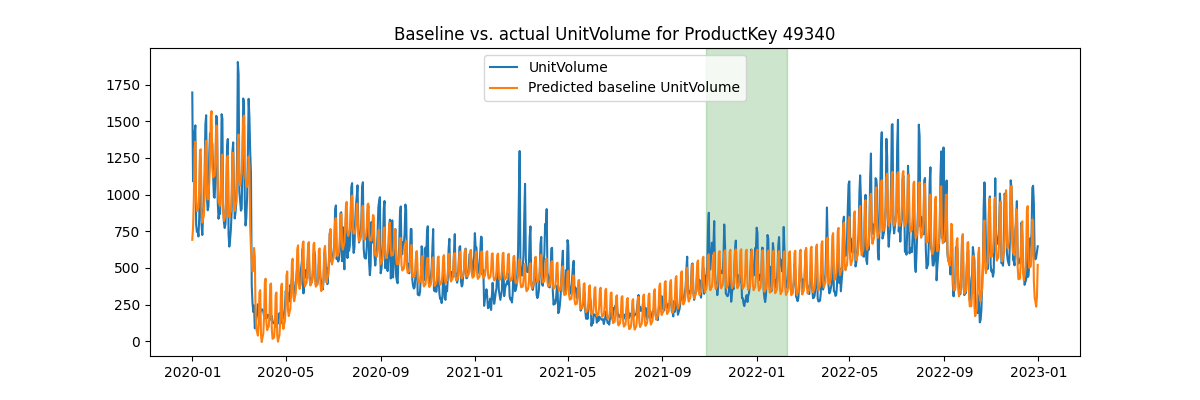 Baseline vs. actual UnitVolume for ProductKey 49340
UnitVolume
Predicted baseline UnitVolume
1750
1500
1250
1000
750
500
250
0
2020-01 2020-05 2020-09 2021-01 2021-05 2021-09 2022-01 2022-05 2022-09 2023-01